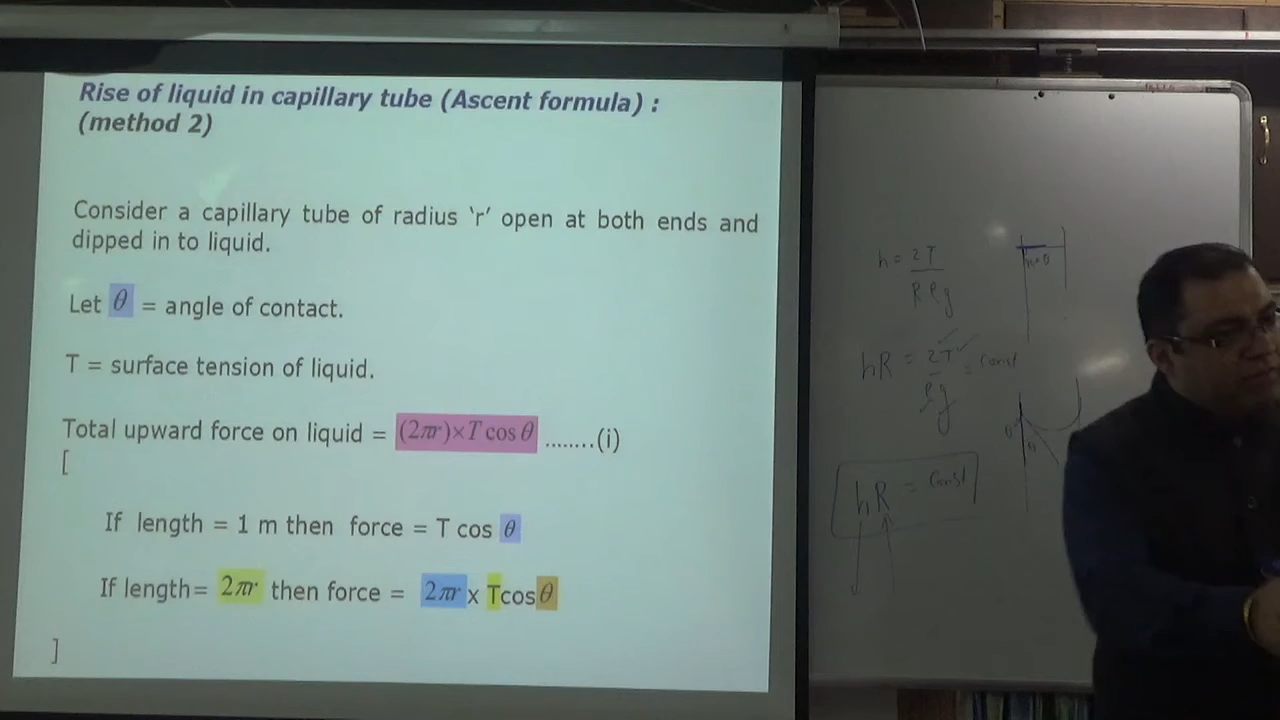 Rise of liquid in capillary tube (Ascent formula) :
(method 2)
Consider a capillary tube of radius ‘r’ open at both ends and
dipped in to liquid.
Let θ = angle of contact.
T = surface tension of liquid.
Total upward force on liquid = (2πr)×T cos θ ........(i)
[
If length = 1 m then force = T cos θ
If length= 2πr then force = 2πr x Tcosθ
]
h = 2T / Rρg
hR = 2T / ρg = Const
hR = Const
θ